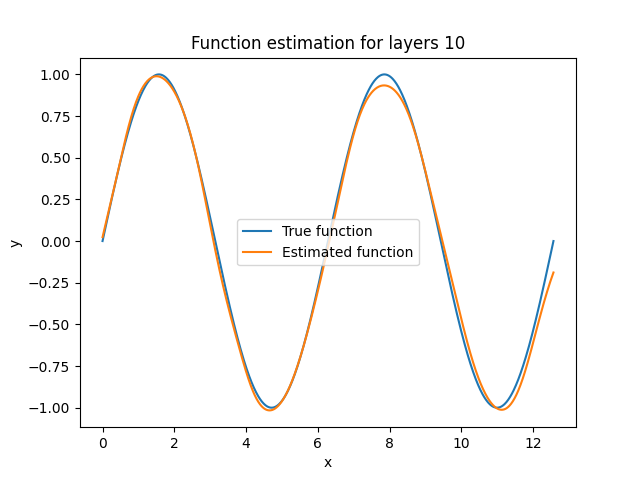 Function estimation for layers 10
1.00
0.75
0.50
0.25
0.00
−0.25
−0.50
−0.75
−1.00
y
True function
Estimated function
0 2 4 6 8 10 12
x